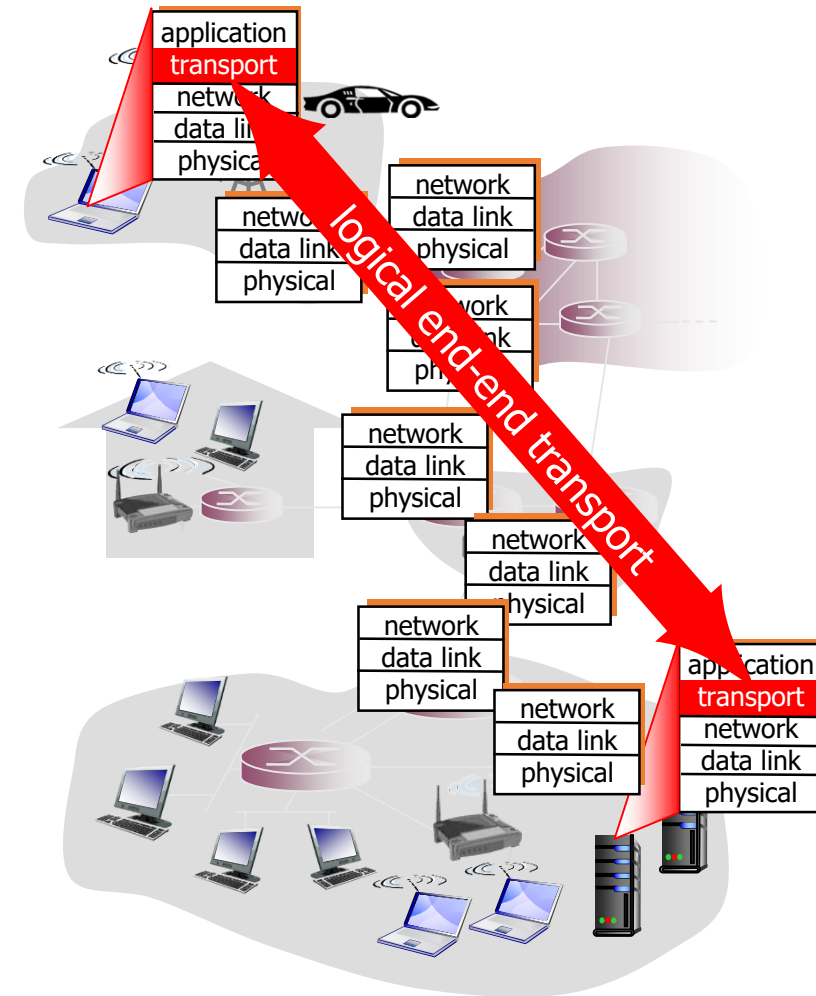 application
transport
network
data link
physical
network
data link
physical
network
data link
physical
network
data link
physical
logical end-end transport
network
data link
physical
network
data link
physical
network
data link
physical
network
data link
physical
application
transport
network
data link
physical